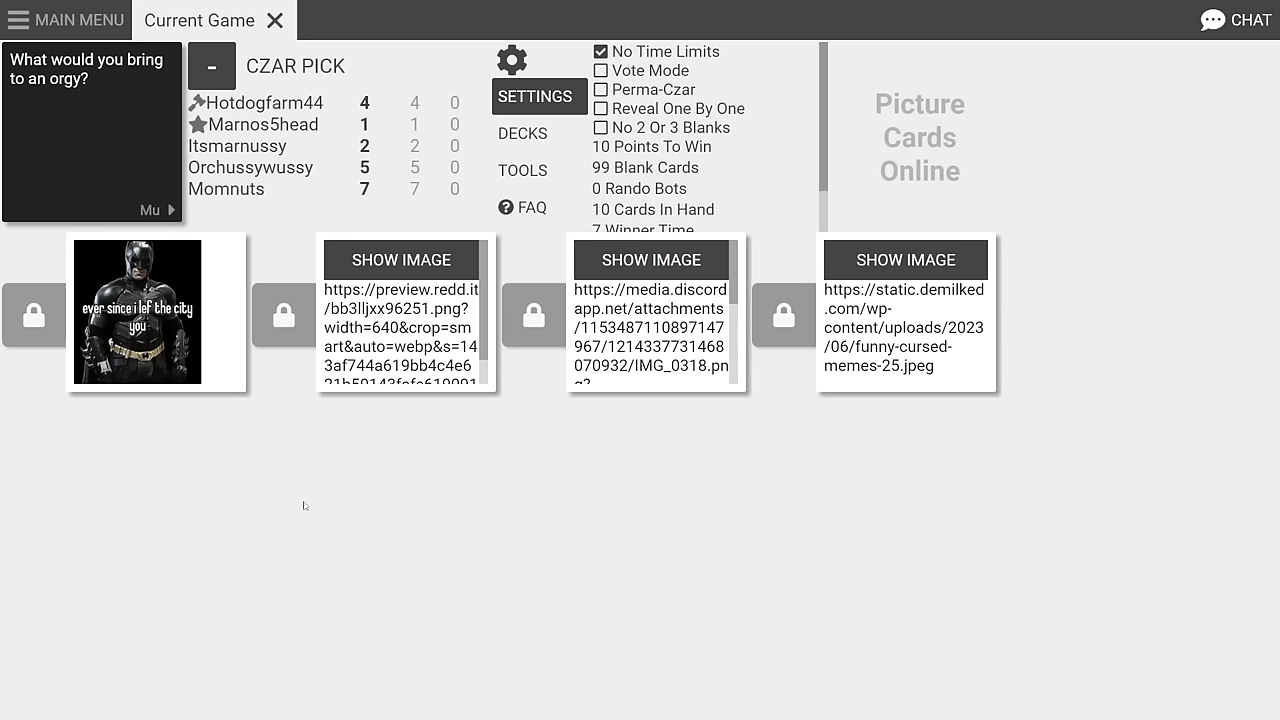 MAIN MENU
Current Game
CHAT
What would you bring
to an orgy?
Mu
-
CZAR PICK
Hotdogfarm44 4 4 0
Marnos5head 1 1 0
Itsmarnussy 2 2 0
Orchussywussy 5 5 0
Momnuts 7 7 0
SETTINGS
DECKS
TOOLS
FAQ
No Time Limits
Vote Mode
Perma-Czar
Reveal One By One
No 2 Or 3 Blanks
10 Points To Win
99 Blank Cards
0 Rando Bots
10 Cards In Hand
7 Winner Time
Picture
Cards
Online
ever since i lef the city
you
SHOW IMAGE
https://preview.redd.it
/bb3lljxx96251.png?
width=640&crop=sm
art&auto=webp&s=14
3af744a619bb4c4e6
SHOW IMAGE
https://media.discord
app.net/attachments
/1153487110897147
967/1214337731468
070932/IMG_0318.pn
g?
SHOW IMAGE
https://static.demilked
.com/wp-
content/uploads/2023
/06/funny-cursed-
memes-25.jpeg